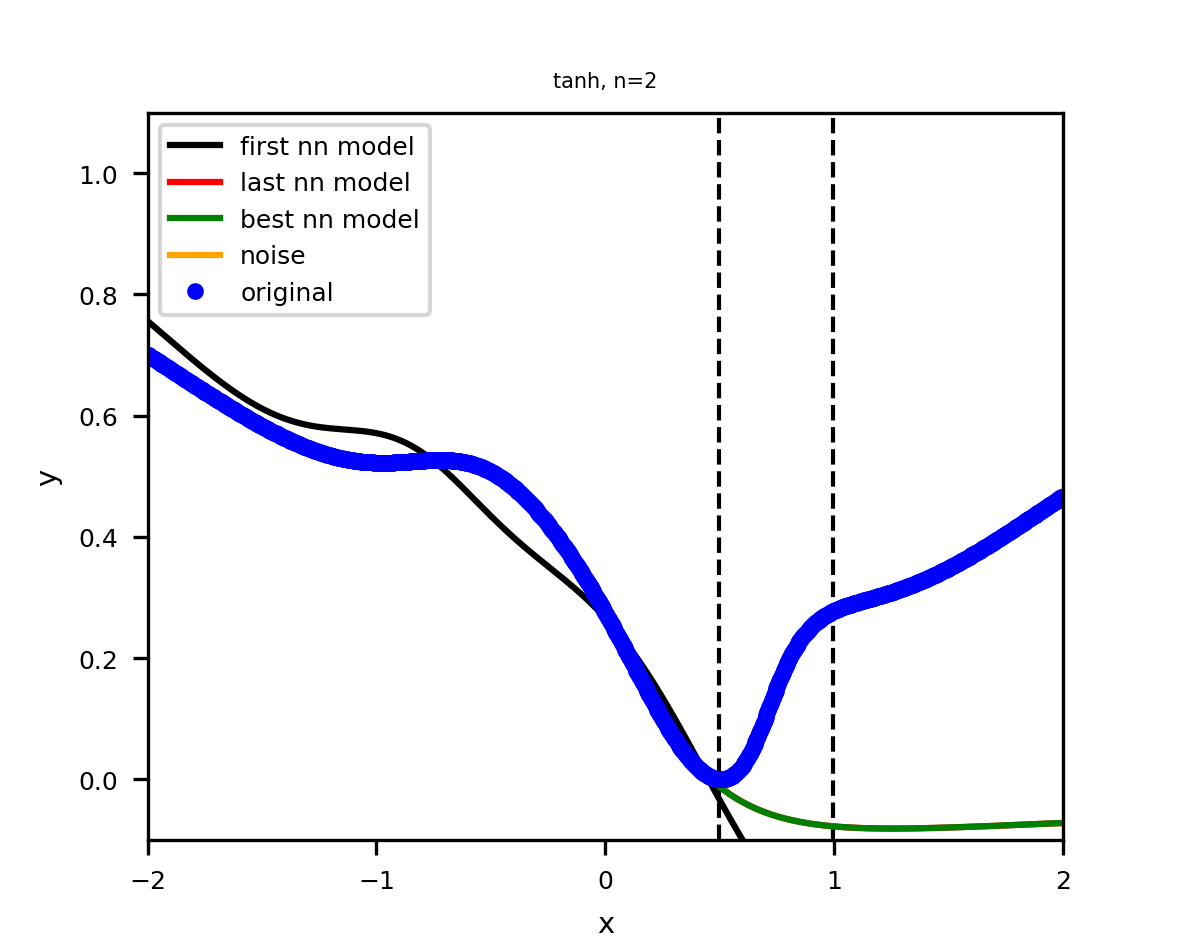 tanh, n=2
first nn model
last nn model
best nn model
noise
original
1.0
0.8
0.6
0.4
0.2
0.0
y
−2
−1
0
1
2
x